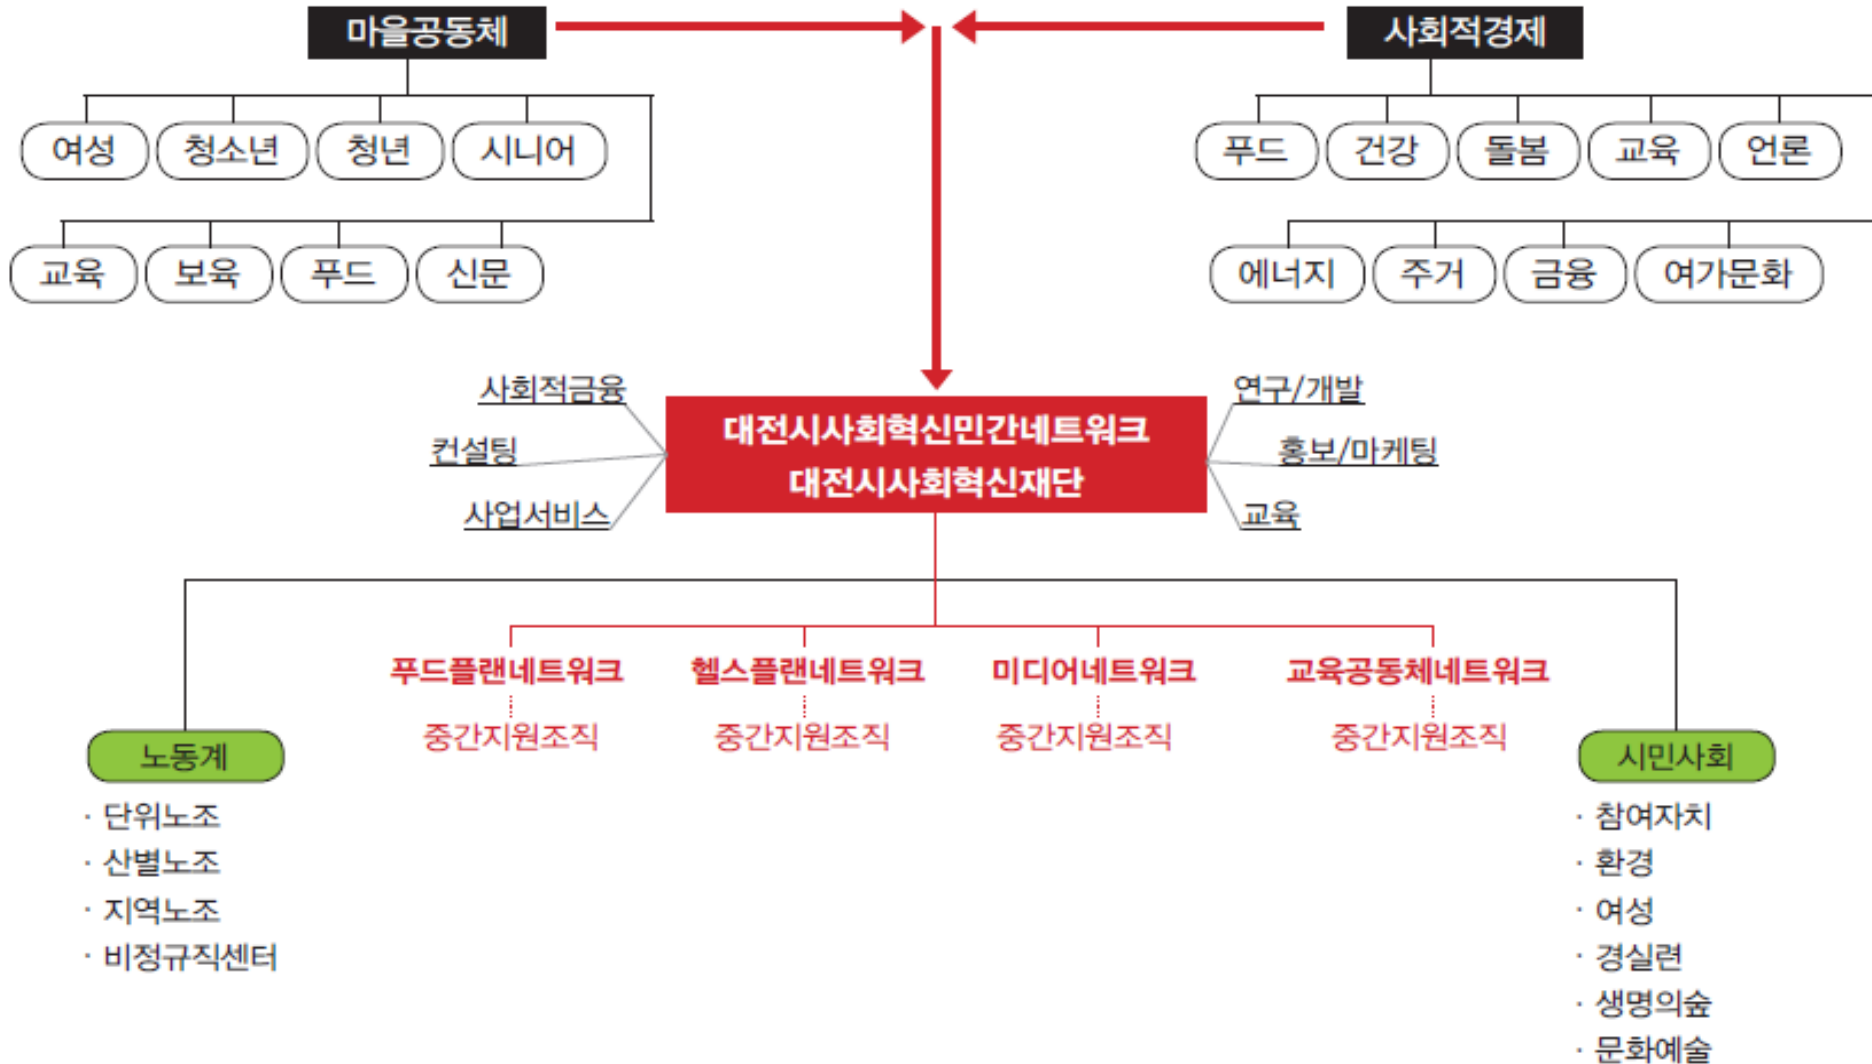 마을공동체
사회적경제
여성 청소년 청년 시니어
푸드 건강 돌봄 교육 언론
교육 보육 푸드 신문
에너지 주거 금융 여가문화
사회적금융
컨설팅
사업서비스
대전시사회혁신민간네트워크
대전시사회혁신재단
연구/개발
홍보/마케팅
교육
푸드플랜네트워크 헬스플랜네트워크 미디어네트워크 교육공동체네트워크
중간지원조직 중간지원조직 중간지원조직 중간지원조직
노동계
· 단위노조
· 산별노조
· 지역노조
· 비정규직센터
시민사회
· 참여자치
· 환경
· 여성
· 경실련
· 생명의숲
· 문화예술